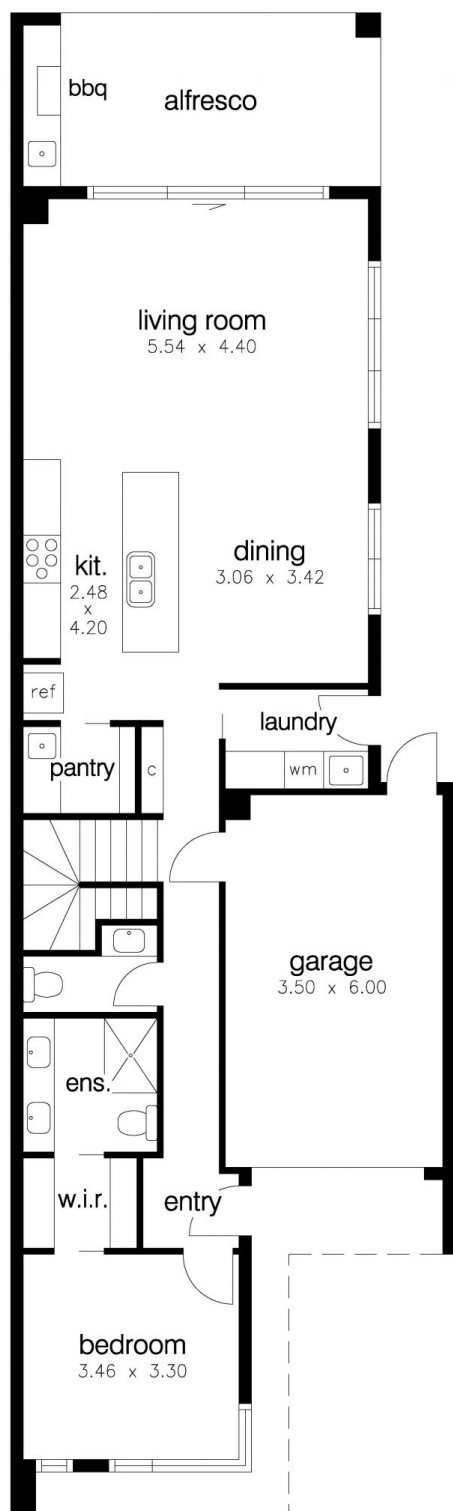 bbq
alfresco
living room
5.54 x 4.40
dining
3.06 x 3.42
kit.
2.48
x
4.20
ref
laundry
pantry
c
wm
garage
3.50 x 6.00
ens.
w.i.r.
entry
bedroom
3.46 x 3.30